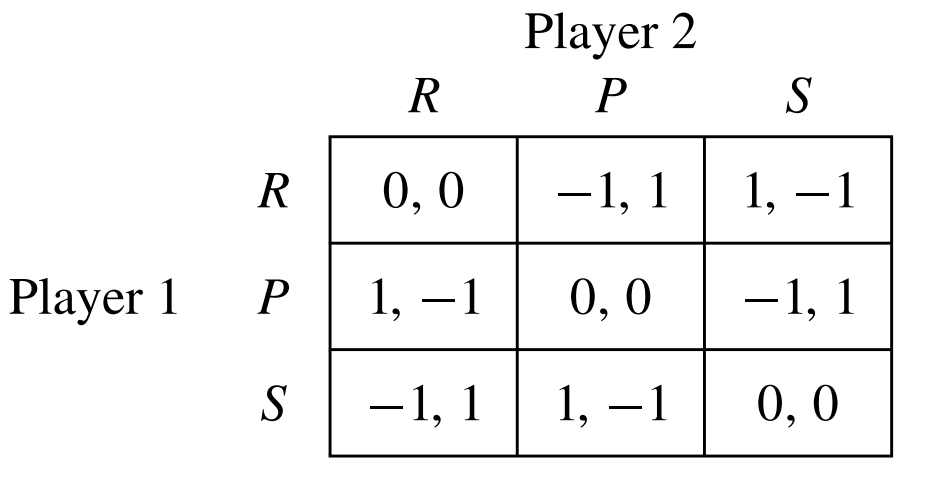 Player 2
R P S
R 0, 0 −1, 1 1, −1
Player 1 P 1, −1 0, 0 −1, 1
S −1, 1 1, −1 0, 0